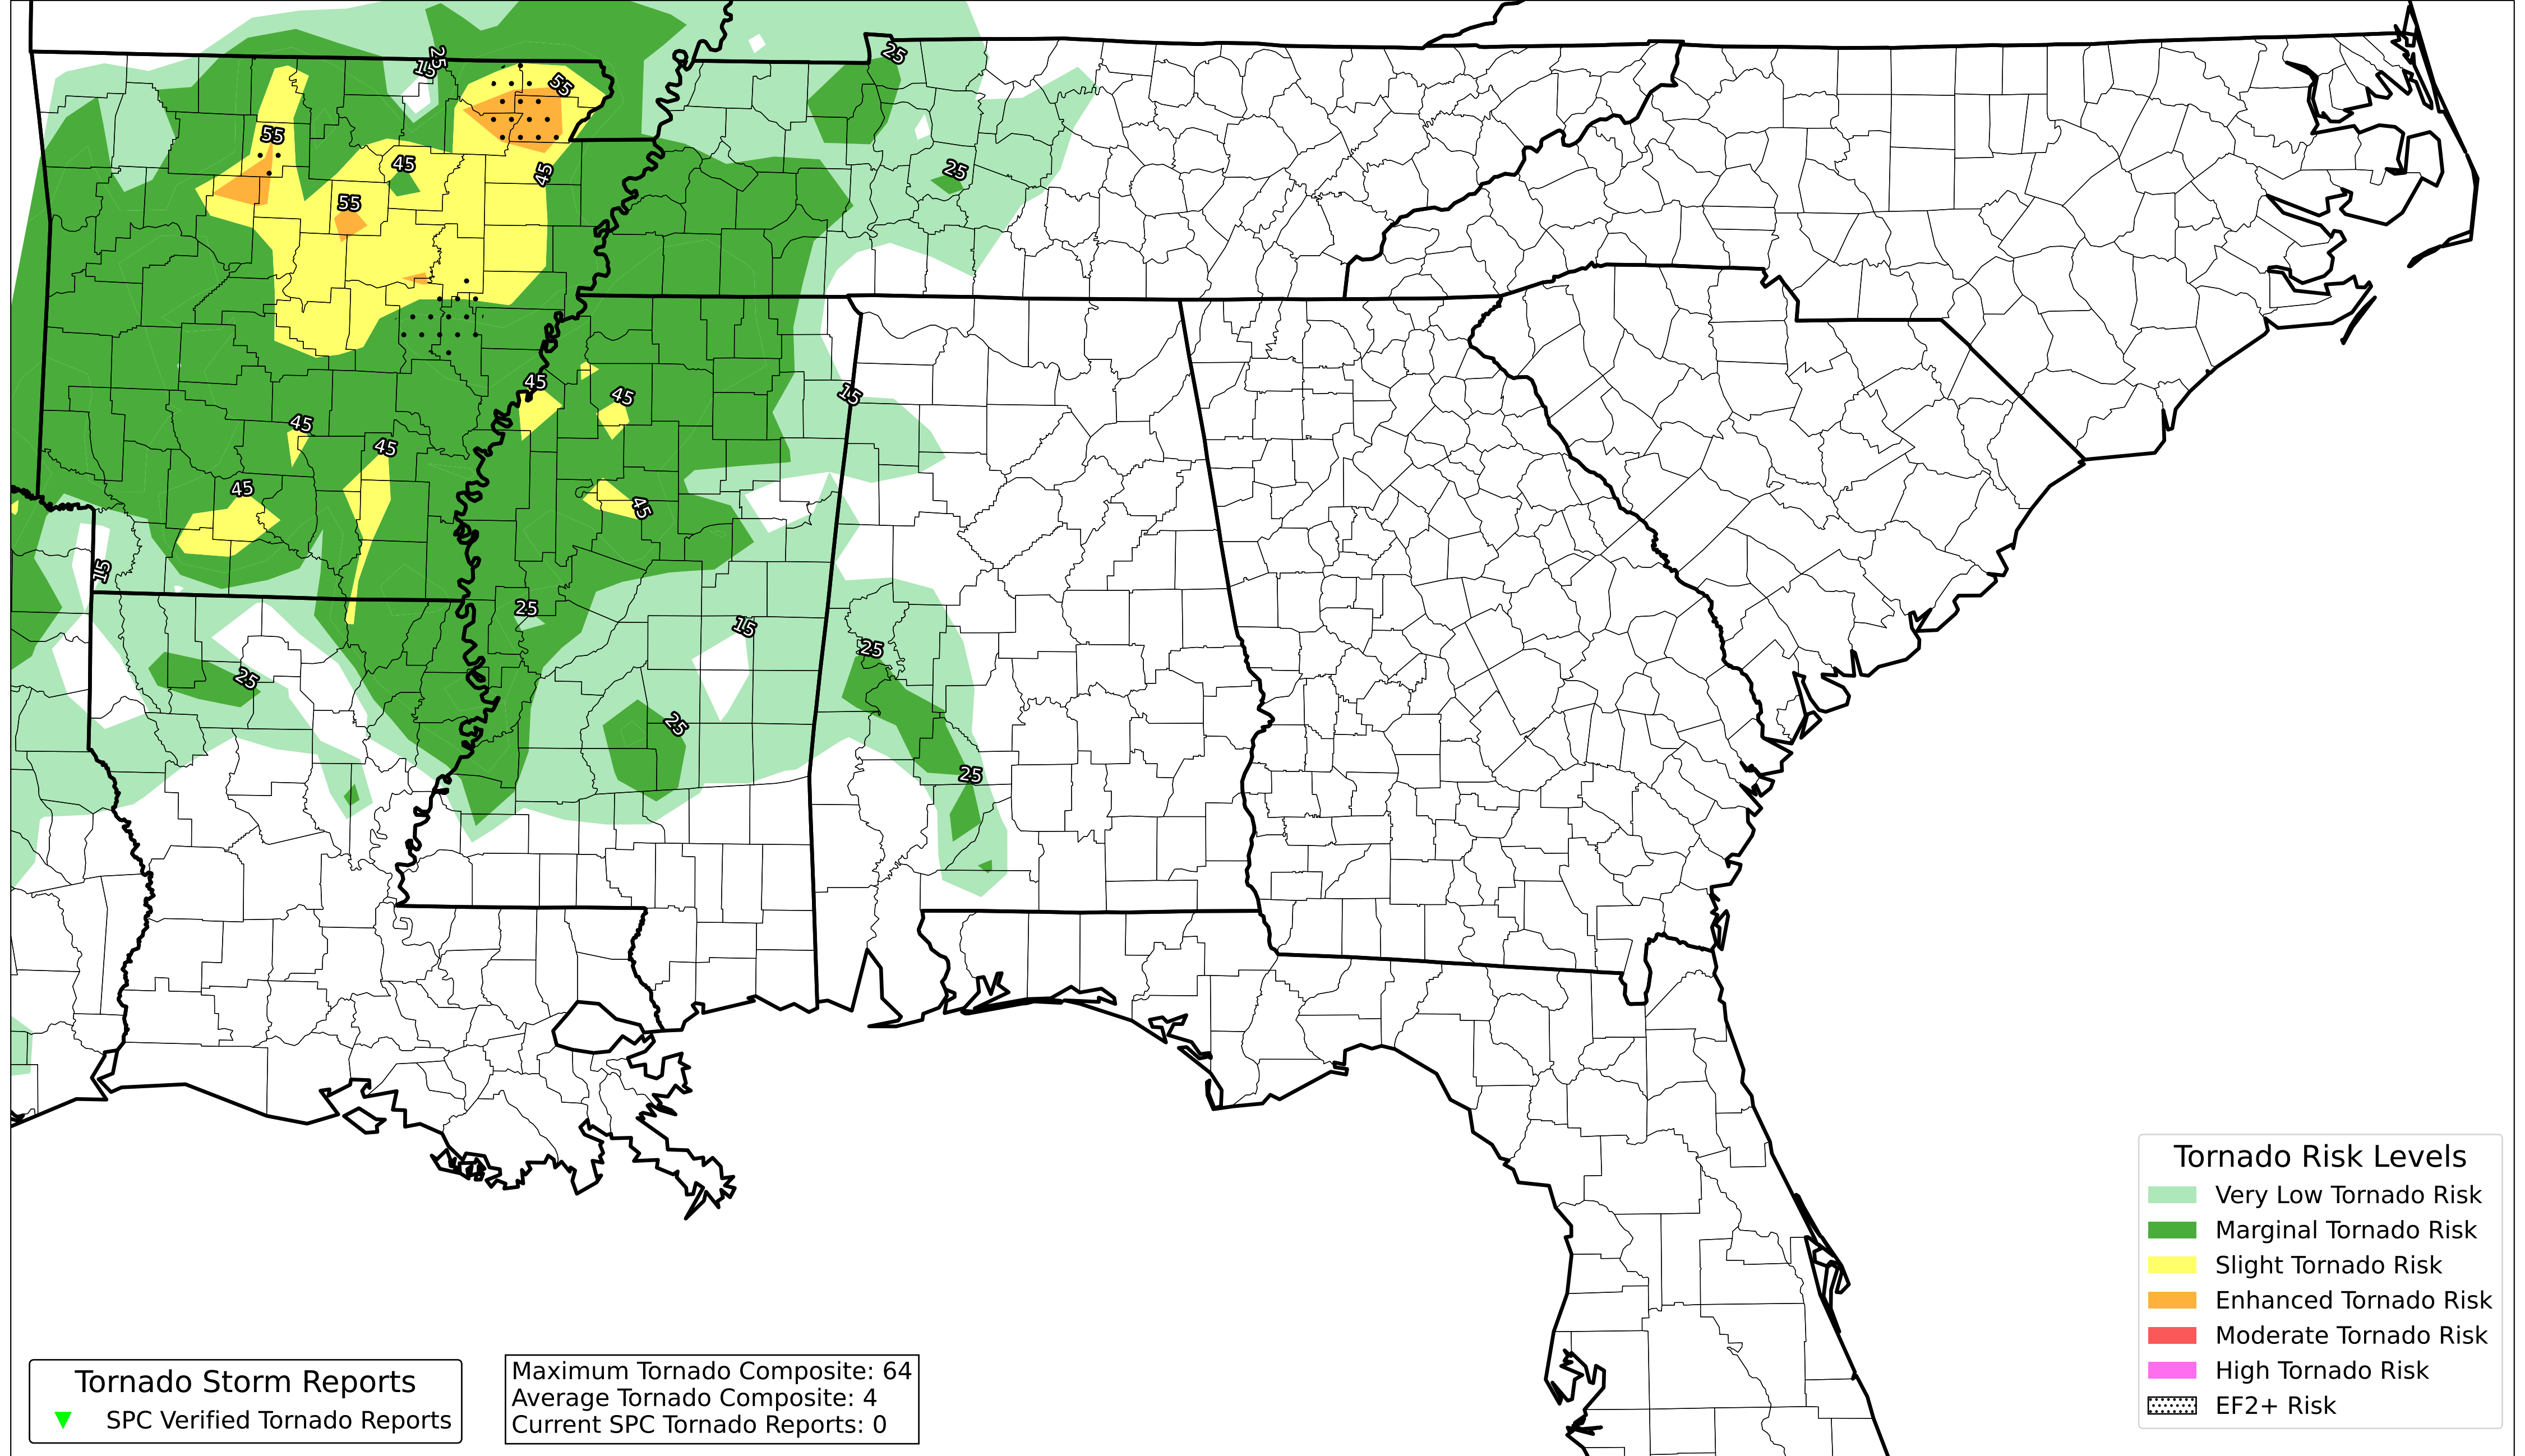 25
15
25
55
55
45
45
25
55
45
15
45
45
45
45
45
45
15
25
15
25
25
25
25
Tornado Risk Levels
Very Low Tornado Risk
Marginal Tornado Risk
Slight Tornado Risk
Enhanced Tornado Risk
Moderate Tornado Risk
High Tornado Risk
EF2+ Risk
Tornado Storm Reports
SPC Verified Tornado Reports
Maximum Tornado Composite: 64
Average Tornado Composite: 4
Current SPC Tornado Reports: 0